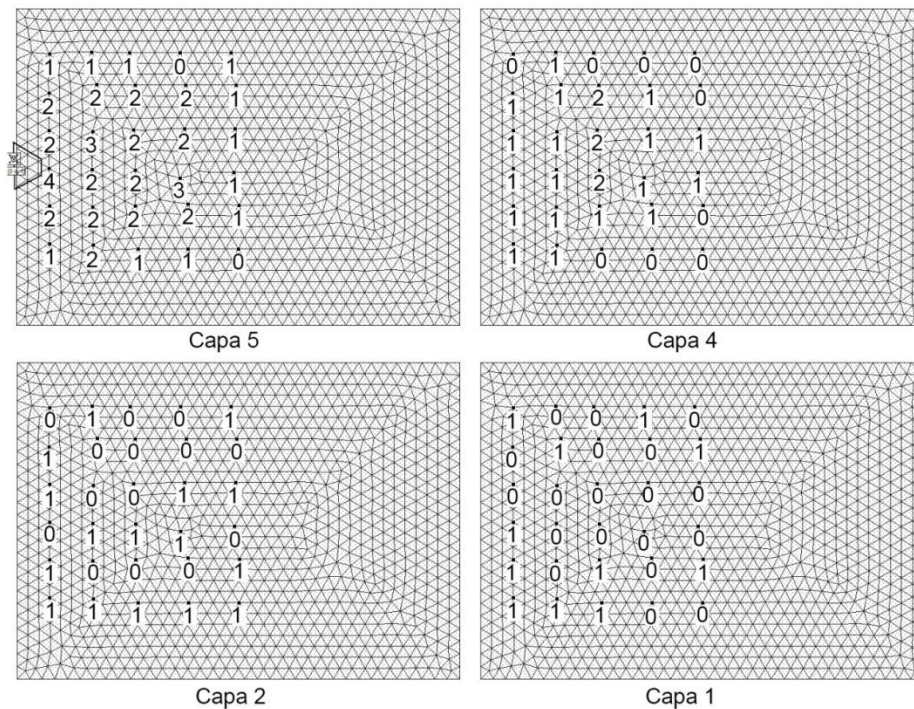 1 1 1 0 1
2 2 2 2 1
2 3 2 2 1
4 2 2 3 1
2 2 2 2 1
1 2 1 1 0
Capa 5
0 1 0 0 0
1 1 2 1 0
1 1 2 1 1
1 1 2 1 1
1 1 1 1 0
1 1 0 0 0
Capa 4
0 1 0 0 1
1 0 0 0 0
1 0 0 1 1
0 1 1 1 0
1 0 0 0 1
1 1 1 1 1
Capa 2
1 0 0 1 0
0 1 0 0 1
0 0 0 0 0
1 0 0 0 0
1 0 1 0 1
1 1 1 0 0
Capa 1